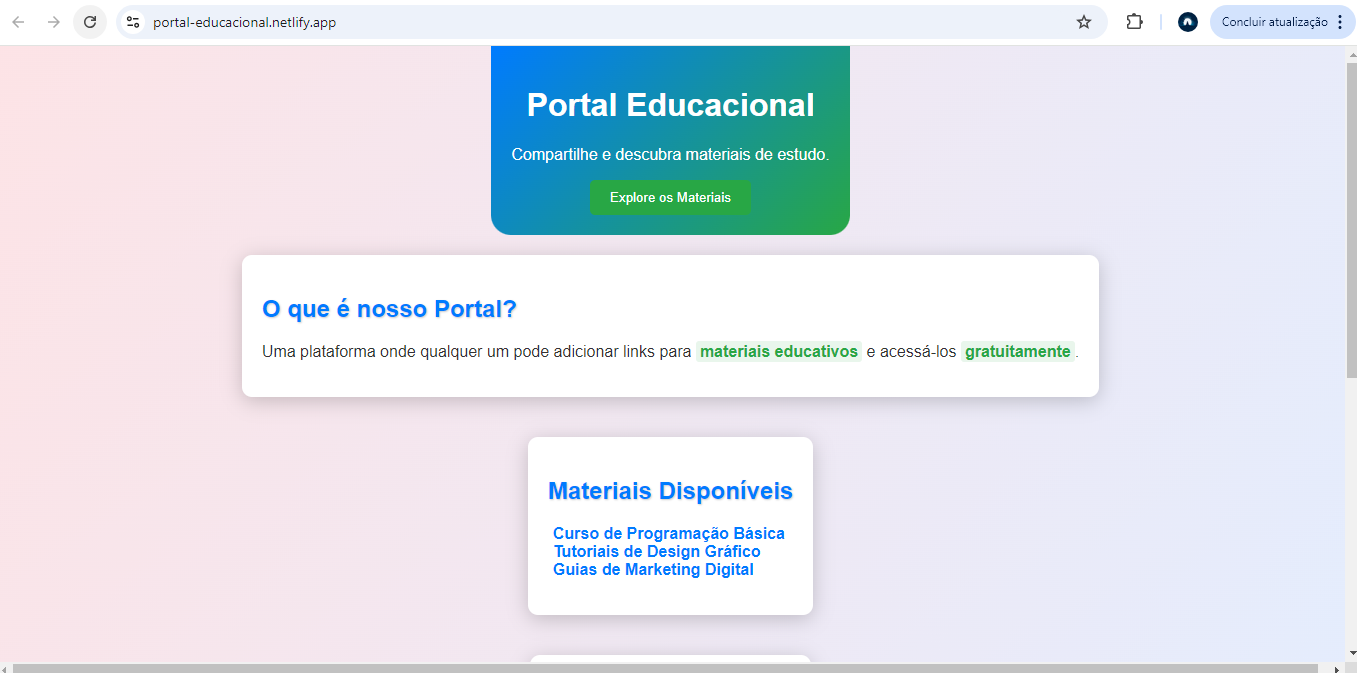 portal-educacional.netlify.app
Concluir atualização
Portal Educacional
Compartilhe e descubra materiais de estudo.
Explore os Materiais
O que é nosso Portal?
Uma plataforma onde qualquer um pode adicionar links para materiais educativos e acessá-los gratuitamente.
Materiais Disponíveis
Curso de Programação Básica
Tutoriais de Design Gráfico
Guias de Marketing Digital